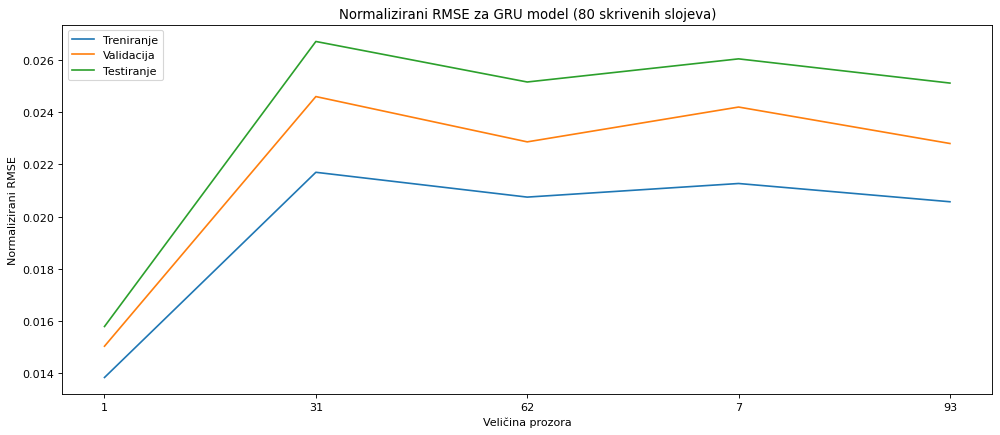 Normalizirani RMSE za GRU model (80 skrivenih slojeva)
Treniranje
Validacija
Testiranje
Normalizirani RMSE
0.026
0.024
0.022
0.020
0.018
0.016
0.014
1
31
62
7
93
Veličina prozora